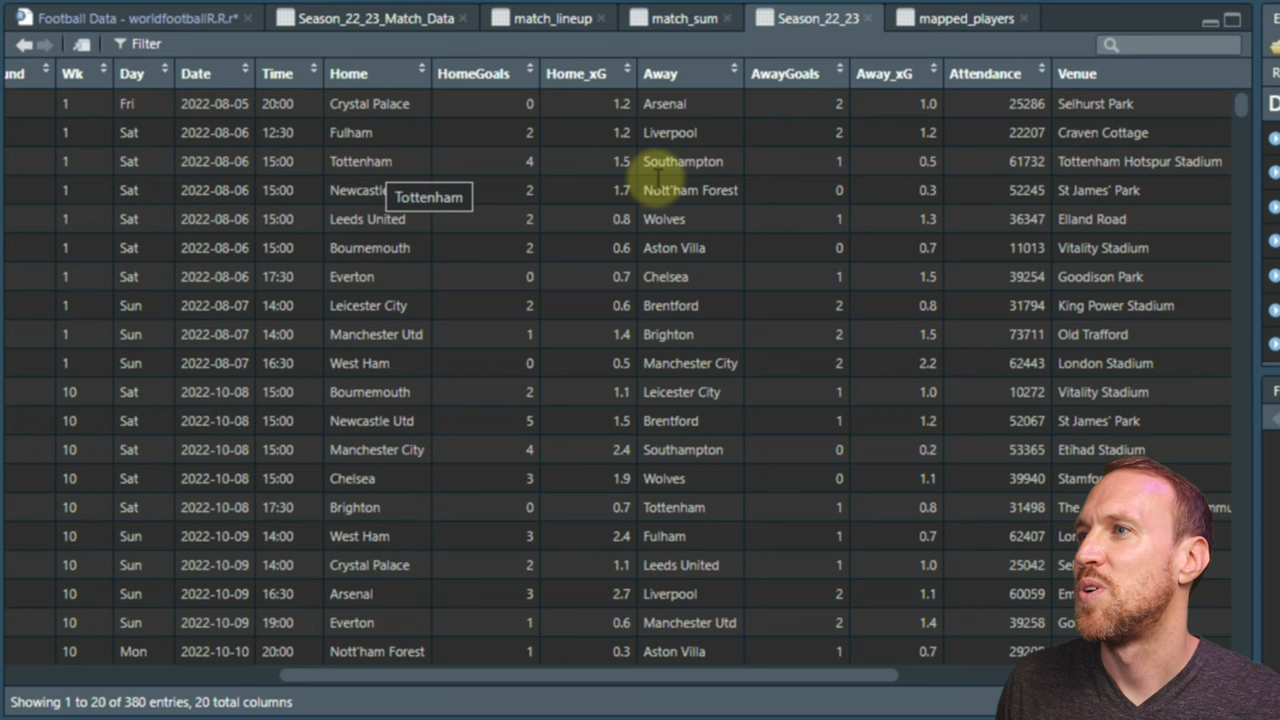 Football Data - worldfootballR.R.r* × Season_22_23_Match_Data × match_lineup × match_sum × Season_22_23 × mapped_players ×
Filter
und Wk Day Date Time Home HomeGoals Home_xG Away AwayGoals Away_xG Attendance Venue
1 Fri 2022-08-05 20:00 Crystal Palace 0 1.2 Arsenal 2 1.0 25286 Selhurst Park
1 Sat 2022-08-06 12:30 Fulham 2 1.2 Liverpool 2 1.2 22207 Craven Cottage
1 Sat 2022-08-06 15:00 Tottenham 4 1.5 Southampton 1 0.5 61732 Tottenham Hotspur Stadium
1 Sat 2022-08-06 15:00 Newcastle 2 1.7 Nott'ham Forest 0 0.3 52245 St James' Park
Tottenham
1 Sat 2022-08-06 15:00 Leeds United 2 0.8 Wolves 1 1.3 36347 Elland Road
1 Sat 2022-08-06 15:00 Bournemouth 2 0.6 Aston Villa 0 0.7 11013 Vitality Stadium
1 Sat 2022-08-06 17:30 Everton 0 0.7 Chelsea 1 1.5 39254 Goodison Park
1 Sun 2022-08-07 14:00 Leicester City 2 0.6 Brentford 2 0.8 31794 King Power Stadium
1 Sun 2022-08-07 14:00 Manchester Utd 1 1.4 Brighton 2 1.5 73711 Old Trafford
1 Sun 2022-08-07 16:30 West Ham 0 0.5 Manchester City 2 2.2 62443 London Stadium
10 Sat 2022-10-08 15:00 Bournemouth 2 1.1 Leicester City 1 1.0 10272 Vitality Stadium
10 Sat 2022-10-08 15:00 Newcastle Utd 5 1.5 Brentford 1 1.2 52067 St James' Park
10 Sat 2022-10-08 15:00 Manchester City 4 2.4 Southampton 0 0.2 53365 Etihad Stadium
10 Sat 2022-10-08 15:00 Chelsea 3 1.9 Wolves 0 1.1 39940 Stamf
10 Sat 2022-10-08 17:30 Brighton 0 0.7 Tottenham 1 0.8 31498 The mmu
10 Sun 2022-10-09 14:00 West Ham 3 2.4 Fulham 1 0.7 62407 Lon
10 Sun 2022-10-09 14:00 Crystal Palace 2 1.1 Leeds United 1 1.0 25042 Sel
10 Sun 2022-10-09 16:30 Arsenal 3 2.7 Liverpool 2 1.1 60059 Em
10 Sun 2022-10-09 19:00 Everton 1 0.6 Manchester Utd 2 1.4 39258 Go
10 Mon 2022-10-10 20:00 Nott'ham Forest 1 0.3 Aston Villa 1 0.7
Showing 1 to 20 of 380 entries, 20 total columns